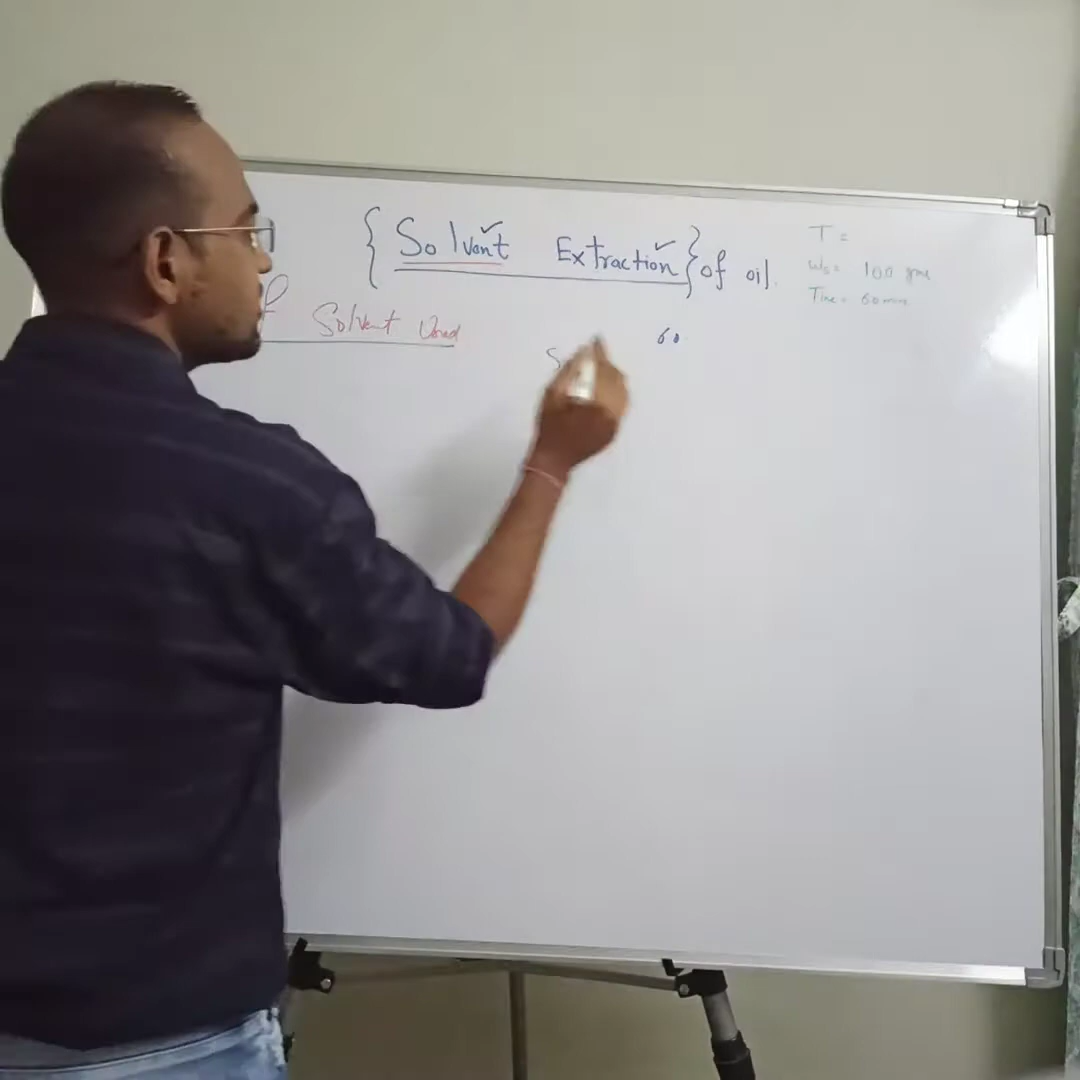 {Solvent Extraction} of oil.
T =
Ws = 100 gm
Time = 60 min
Solvent Used
60